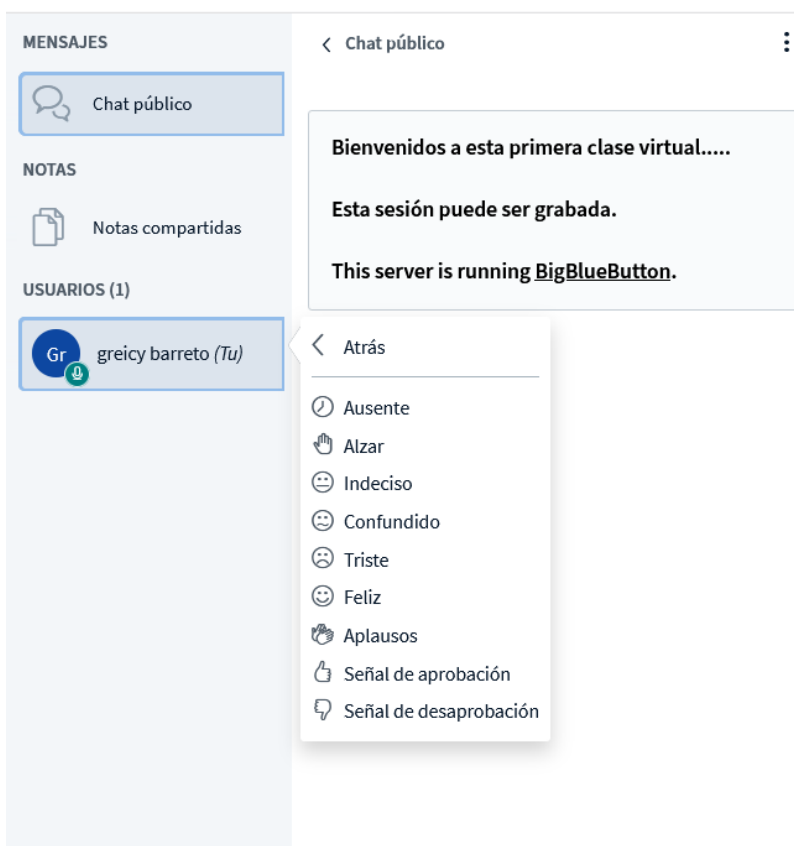 MENSAJES
Chat público
NOTAS
Notas compartidas
USUARIOS (1)
Gr greicy barreto (Tu)
Chat público
Bienvenidos a esta primera clase virtual.....
Esta sesión puede ser grabada.
This server is running BigBlueButton.
Atrás
Ausente
Alzar
Indeciso
Confundido
Triste
Feliz
Aplausos
Señal de aprobación
Señal de desaprobación